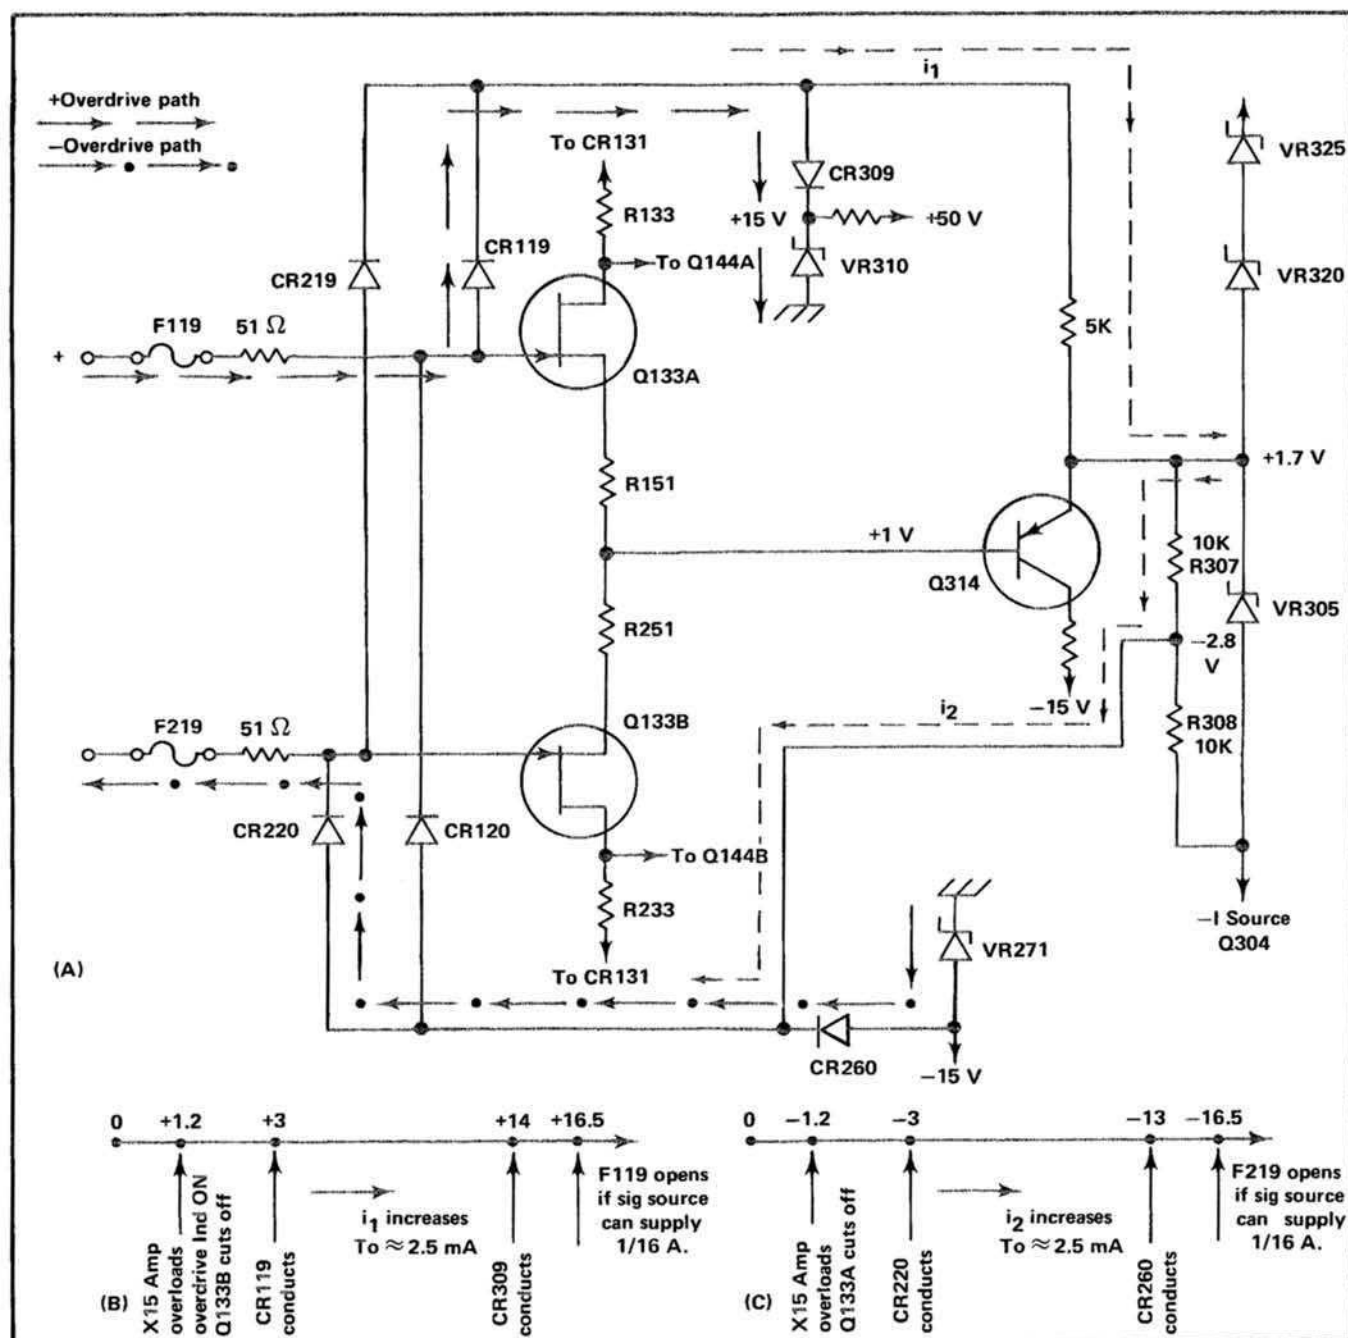 i₁
+Overdrive path
−Overdrive path
To CR131
R133
CR309
+15 V
+50 V
VR325
CR219
CR119
To Q144A
VR310
VR320
F119
51 Ω
5K
+
Q133A
+1.7 V
R151
+1 V
10K
R307
Q314
VR305
R251
−2.8
V
−15 V
F219
51 Ω
Q133B
i₂
R308
10K
CR220
CR120
To Q144B
R233
VR271
−I Source
Q304
(A)
To CR131
CR260
−15 V
0
+1.2
+3
+14
+16.5
X15 Amp
overloads
overdrive Ind ON
Q133B cuts off
CR119
conducts
i₁ increases
To ≈ 2.5 mA
CR309
conducts
F119 opens
if sig source
can supply
1/16 A.
(B)
0
−1.2
−3
−13
−16.5
X15 Amp
overloads
Q133A cuts off
CR220
conducts
i₂ increases
To ≈ 2.5 mA
CR260
conducts
F219 opens
if sig source
can supply
1/16 A.
(C)